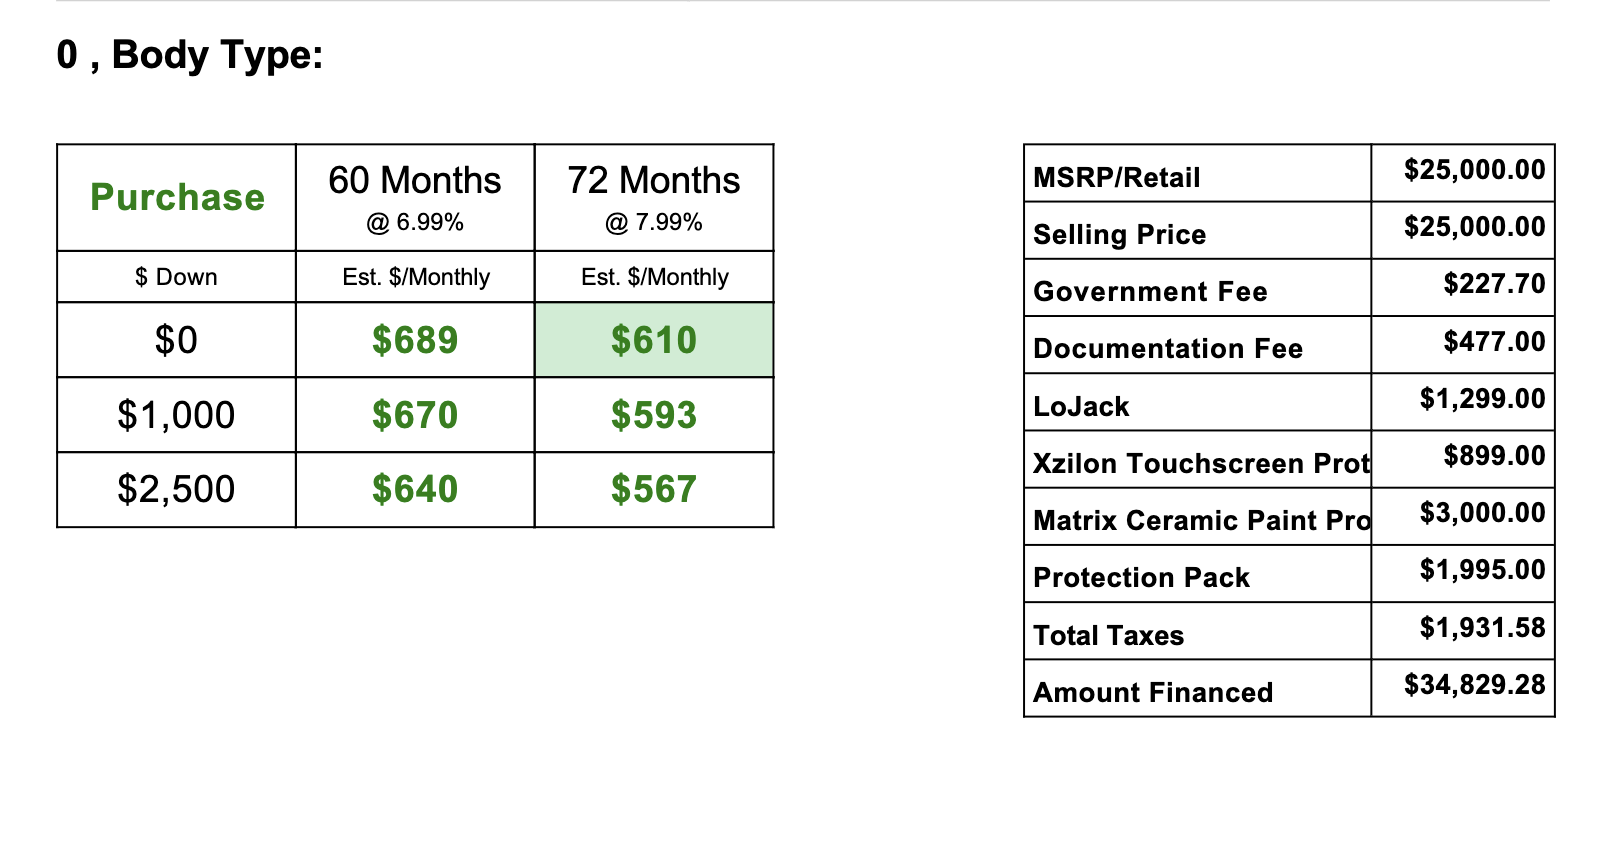 0 , Body Type:
Purchase
60 Months
@ 6.99%
72 Months
@ 7.99%
$ Down
Est. $/Monthly
Est. $/Monthly
$0
$689
$610
$1,000
$670
$593
$2,500
$640
$567
MSRP/Retail
$25,000.00
Selling Price
$25,000.00
Government Fee
$227.70
Documentation Fee
$477.00
LoJack
$1,299.00
Xzilon Touchscreen Prot
$899.00
Matrix Ceramic Paint Pro
$3,000.00
Protection Pack
$1,995.00
Total Taxes
$1,931.58
Amount Financed
$34,829.28